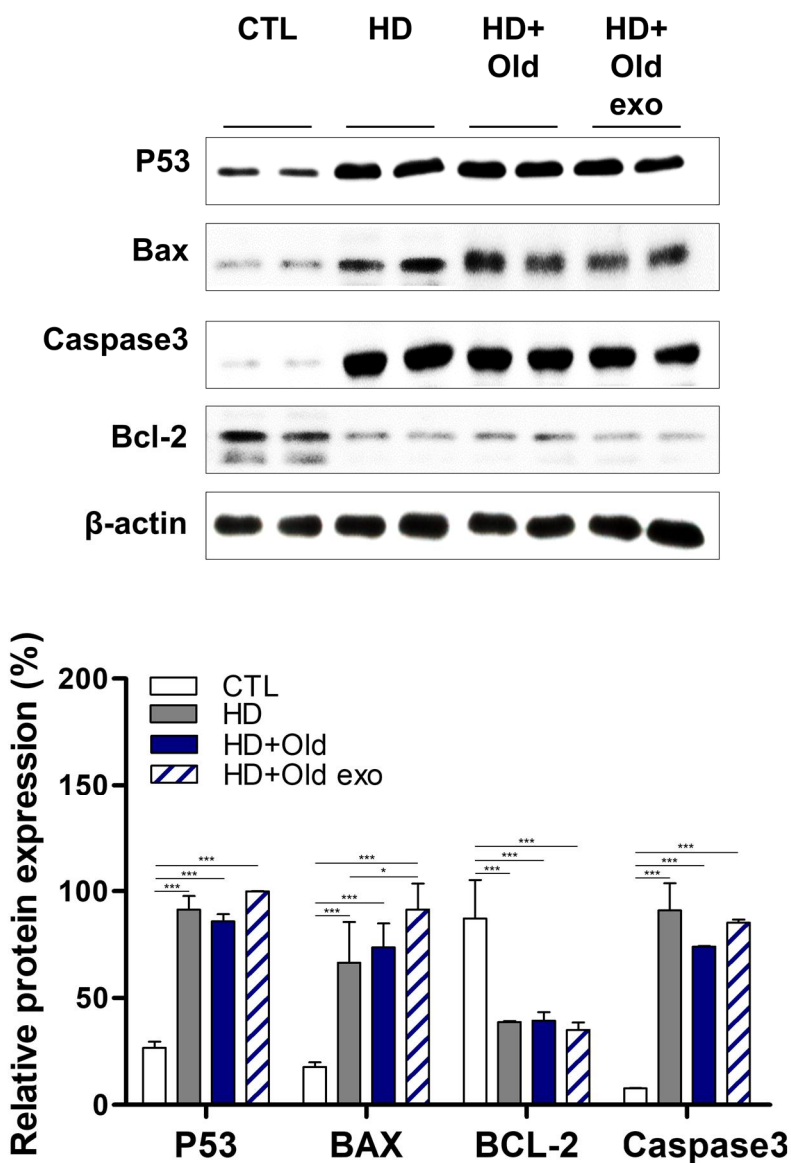 CTL HD HD+ HD+
Old Old
exo
P53
Bax
Caspase3
Bcl-2
β-actin
Relative protein expression (%)
200
150
100
50
0
CTL
HD
HD+Old
HD+Old exo
***
***
***
***
*
***
***
***
***
***
***
***
***
P53 BAX BCL-2 Caspase3